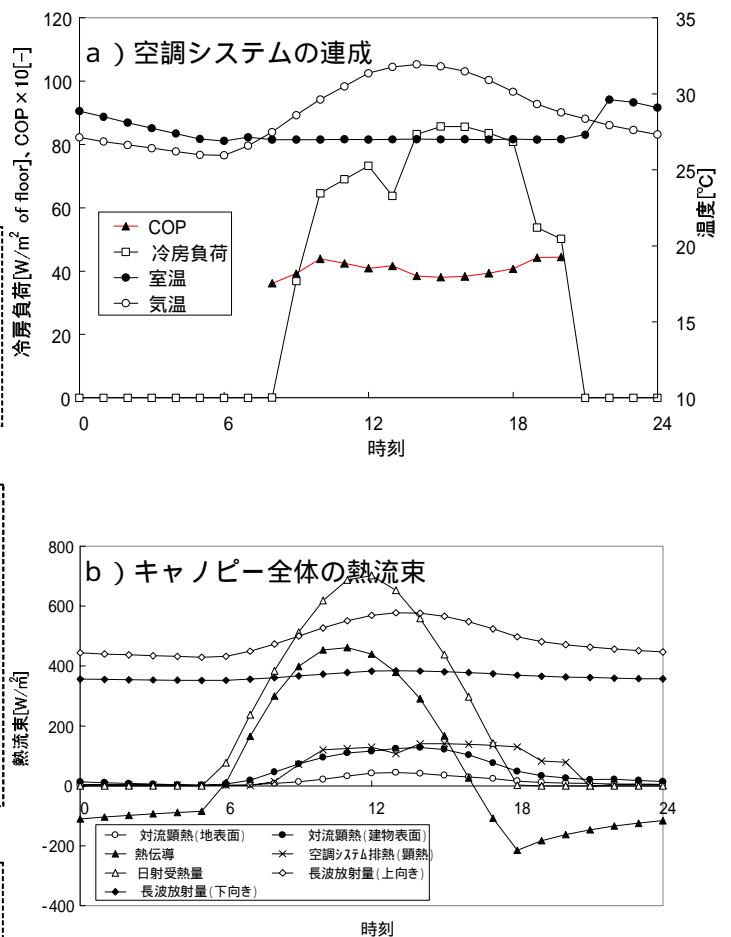 a ) 空調システムの連成
冷房負荷[W/m² of floor]、COP×10[-]
120
100
80
60
40
20
0
35
30
25
20
15
10
温度[℃]
COP
冷房負荷
室温
気温
0 6 12 18 24
時刻
b ) キャノピー全体の熱流束
熱流束[W/㎡]
800
600
400
200
0
-200
-400
0 6 12 18 24
対流顕熱(地表面) 対流顕熱(建物表面)
熱伝導 空調システム排熱(顕熱)
日射受熱量 長波放射量(上向き)
長波放射量(下向き)
時刻